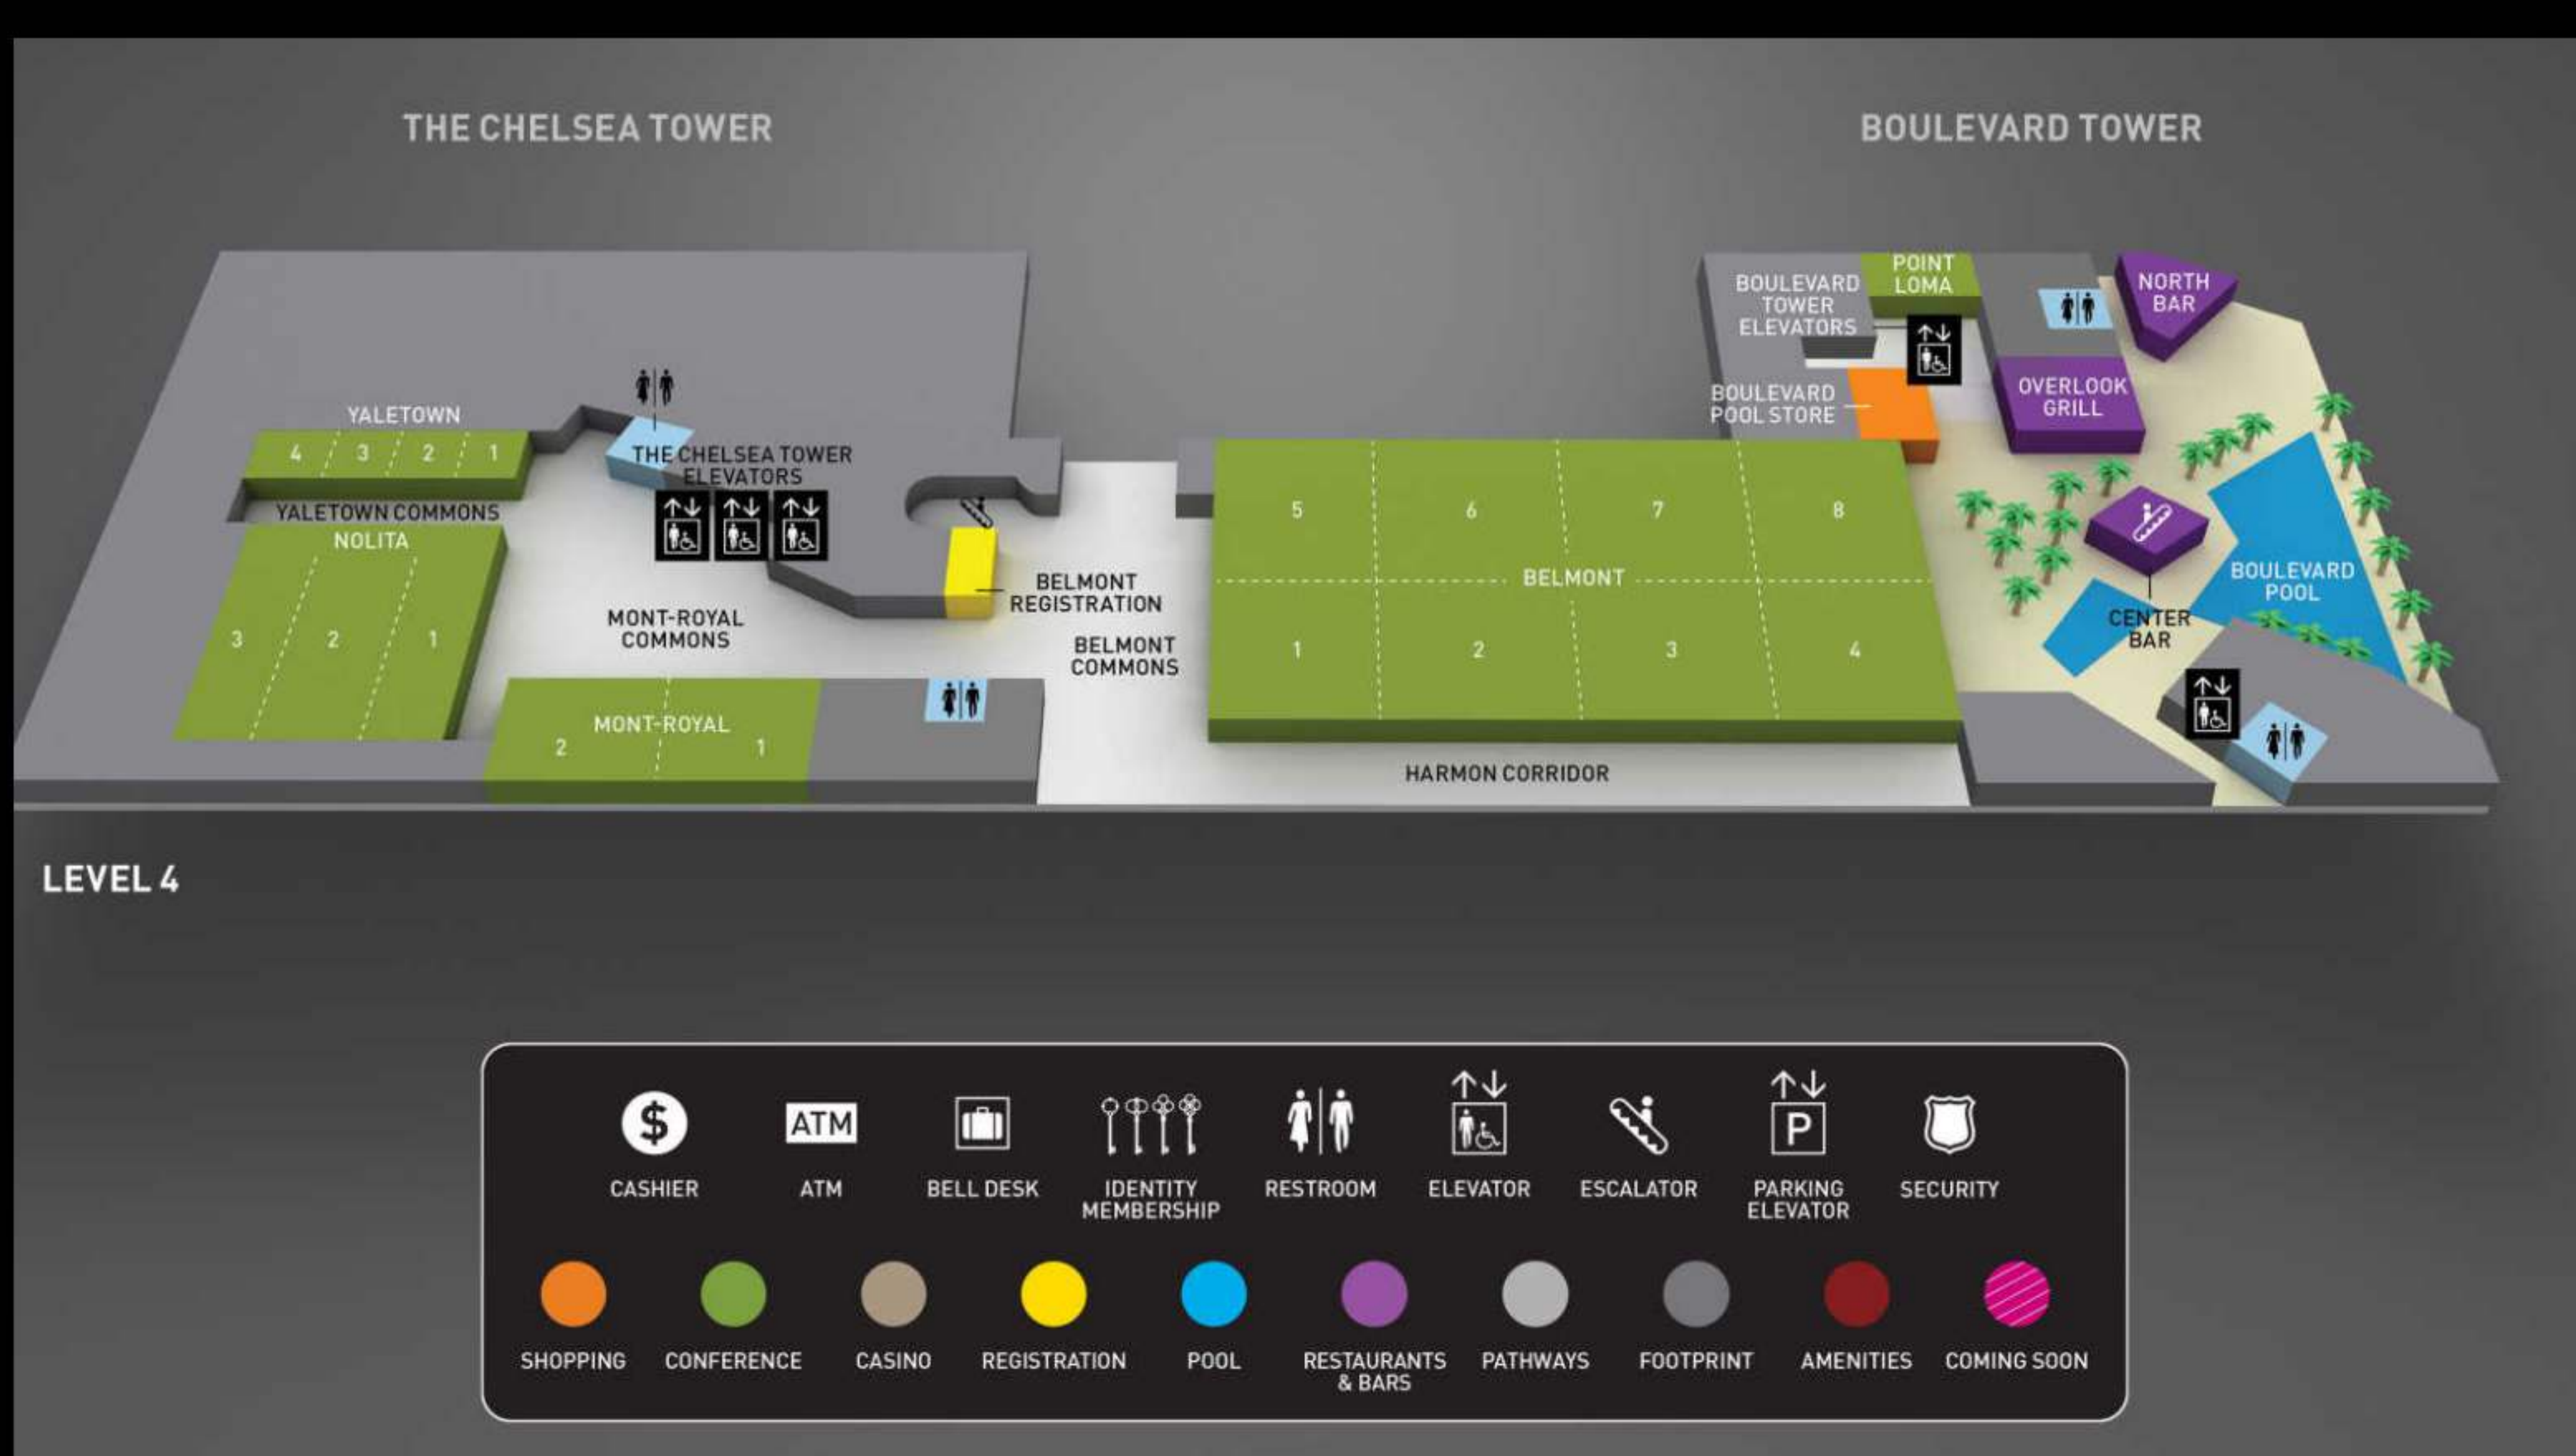 THE CHELSEA TOWER
BOULEVARD TOWER
YALETOWN
4 3 2 1
YALETOWN COMMONS
NOLITA
3 2 1
THE CHELSEA TOWER
ELEVATORS
MONT-ROYAL
COMMONS
MONT-ROYAL
2 1
BELMONT
REGISTRATION
BELMONT
COMMONS
5 6 7 8
BELMONT
1 2 3 4
HARMON CORRIDOR
BOULEVARD
TOWER
ELEVATORS
POINT
LOMA
NORTH
BAR
BOULEVARD
POOL STORE
OVERLOOK
GRILL
BOULEVARD
POOL
CENTER
BAR
LEVEL 4
$
ATM
P
CASHIER
ATM
BELL DESK
IDENTITY
MEMBERSHIP
RESTROOM
ELEVATOR
ESCALATOR
PARKING
ELEVATOR
SECURITY
SHOPPING
CONFERENCE
CASINO
REGISTRATION
POOL
RESTAURANTS
& BARS
PATHWAYS
FOOTPRINT
AMENITIES
COMING SOON